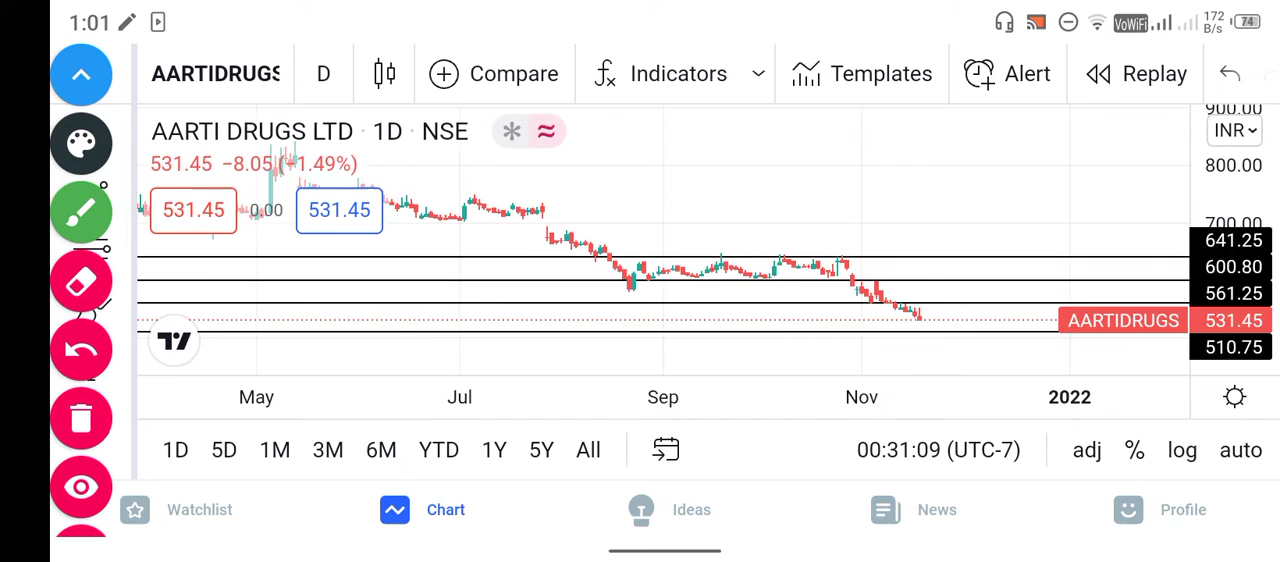 1:01
VoWiFi 172 B/s 74
AARTIDRUGS D Compare Indicators Templates Alert Replay
AARTI DRUGS LTD · 1D · NSE
531.45 −8.05 (−1.49%)
531.45 0.00 531.45
900.00
INR
800.00
700.00
641.25
600.80
561.25
AARTIDRUGS 531.45
510.75
May Jul Sep Nov 2022
1D 5D 1M 3M 6M YTD 1Y 5Y All 00:31:09 (UTC-7) adj % log auto
Watchlist Chart Ideas News Profile